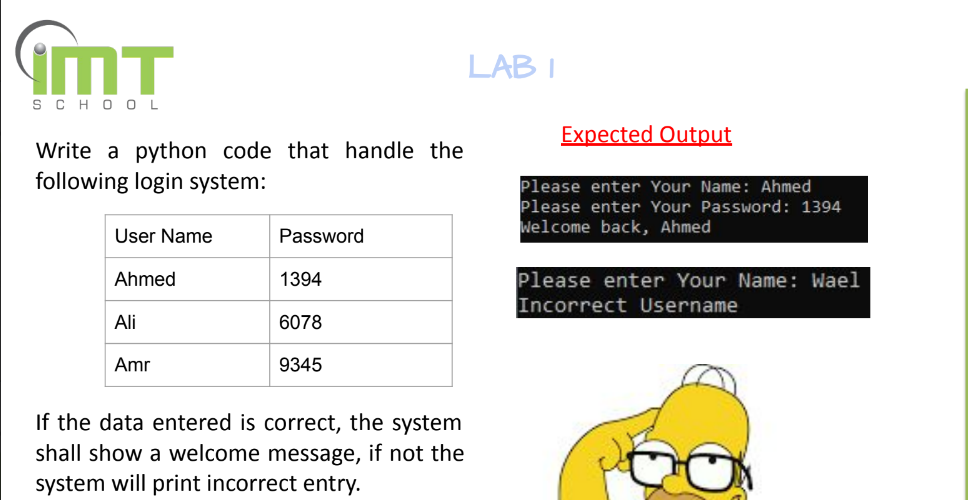 iMT
SCHOOL
LAB 1
Write a python code that handle the
following login system:
User Name Password
Ahmed 1394
Ali 6078
Amr 9345
If the data entered is correct, the system
shall show a welcome message, if not the
system will print incorrect entry.
Expected Output
Please enter Your Name: Ahmed
Please enter Your Password: 1394
Welcome back, Ahmed
Please enter Your Name: Wael
Incorrect Username